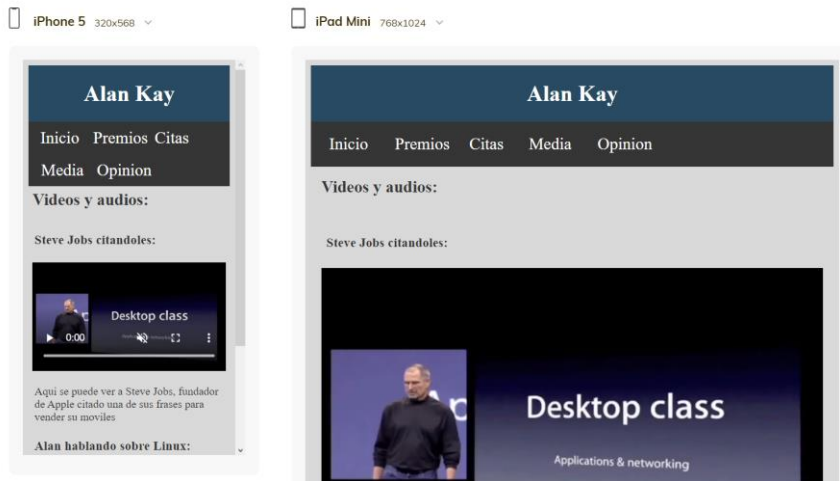 iPhone 5 320x568
Alan Kay
Inicio Premios Citas
Media Opinion
Videos y audios:
Steve Jobs citandoles:
Desktop class
0:00
Aqui se puede ver a Steve Jobs, fundador
de Apple citado una de sus frases para
vender su moviles
Alan hablando sobre Linux:
iPad Mini 768x1024
Alan Kay
Inicio Premios Citas Media Opinion
Videos y audios:
Steve Jobs citandoles:
Desktop class
Applications & networking